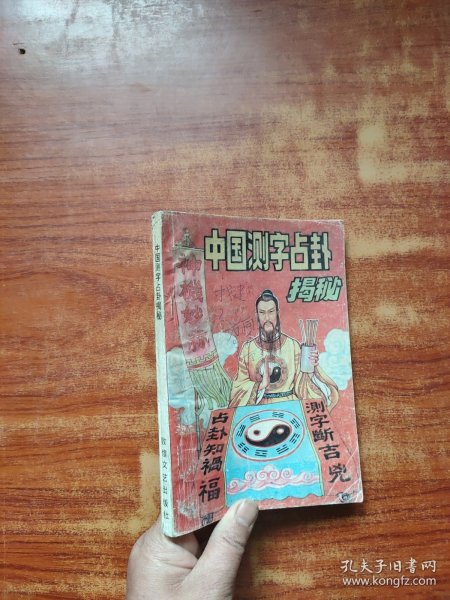 中国测字占卦
揭秘
测字断吉兇
占卦知禍福
中国测字占卦揭秘
敦煌文艺出版社
孔夫子旧书网
www.kongfz.com